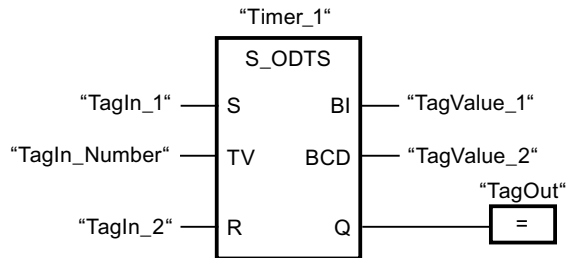 “Timer_1“
S_ODTS
“TagIn_1“ S BI “TagValue_1“
“TagIn_Number“ TV BCD “TagValue_2“
“TagOut“
“TagIn_2“ R Q =